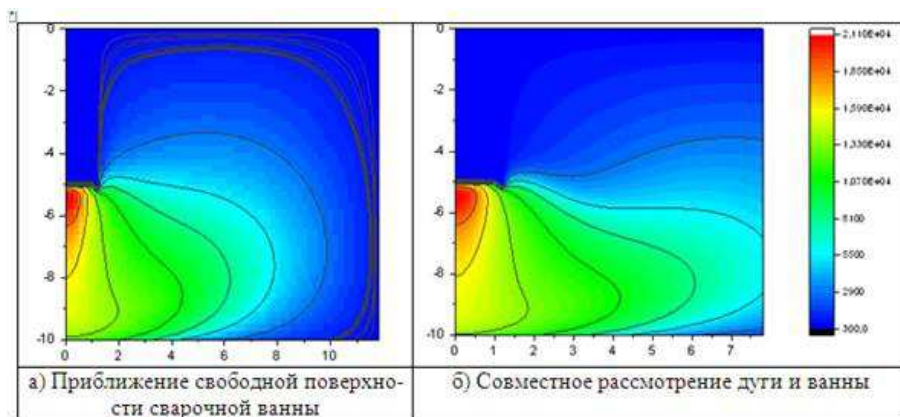 0
-2
-4
-6
-8
-10
0 2 4 6 8 10
0
-2
-4
-6
-8
-10
0 1 2 3 4 5 6 7
2,110E+04
1,850E+04
1,590E+04
1,330E+04
1,070E+04
8100
5500
2900
300,0
а) Приближение свободной поверхно-
сти сварочной ванны
б) Совместное рассмотрение дуги и ванны